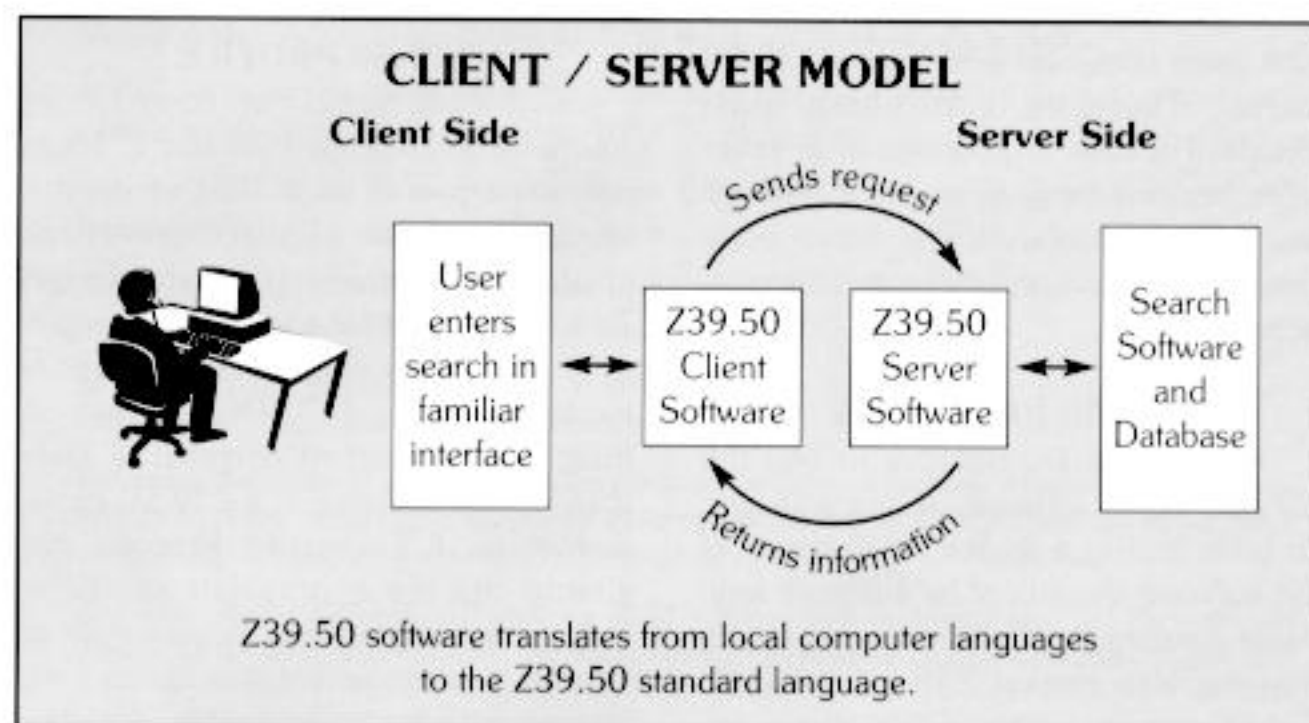 CLIENT / SERVER MODEL
Client Side
Server Side
Sends request
User
enters
search in
familiar
interface
Z39.50
Client
Software
Z39.50
Server
Software
Search
Software
and
Database
Returns information
Z39.50 software translates from local computer languages
to the Z39.50 standard language.